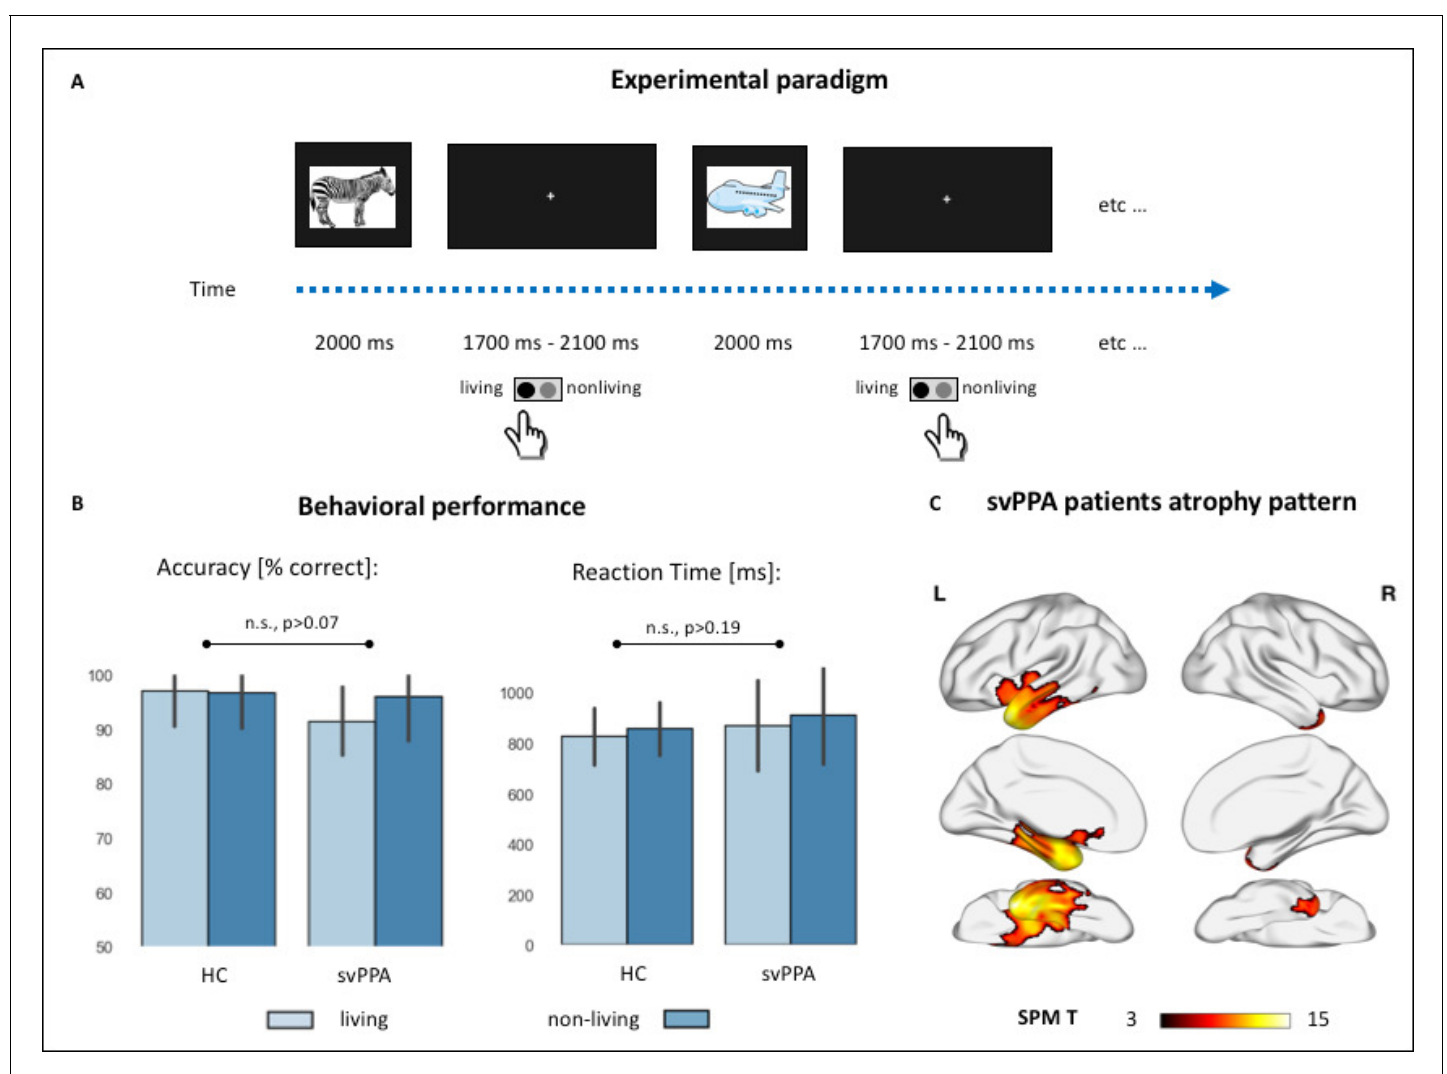 A
Experimental paradigm
etc ...
Time
2000 ms
1700 ms - 2100 ms
2000 ms
1700 ms - 2100 ms
etc ...
living
nonliving
living
nonliving
B
Behavioral performance
Accuracy [% correct]:
n.s., p>0.07
100
90
80
70
60
50
HC
svPPA
Reaction Time [ms]:
n.s., p>0.19
1000
800
600
400
200
0
HC
svPPA
living
non-living
C
svPPA patients atrophy pattern
L
R
SPM T
3
15